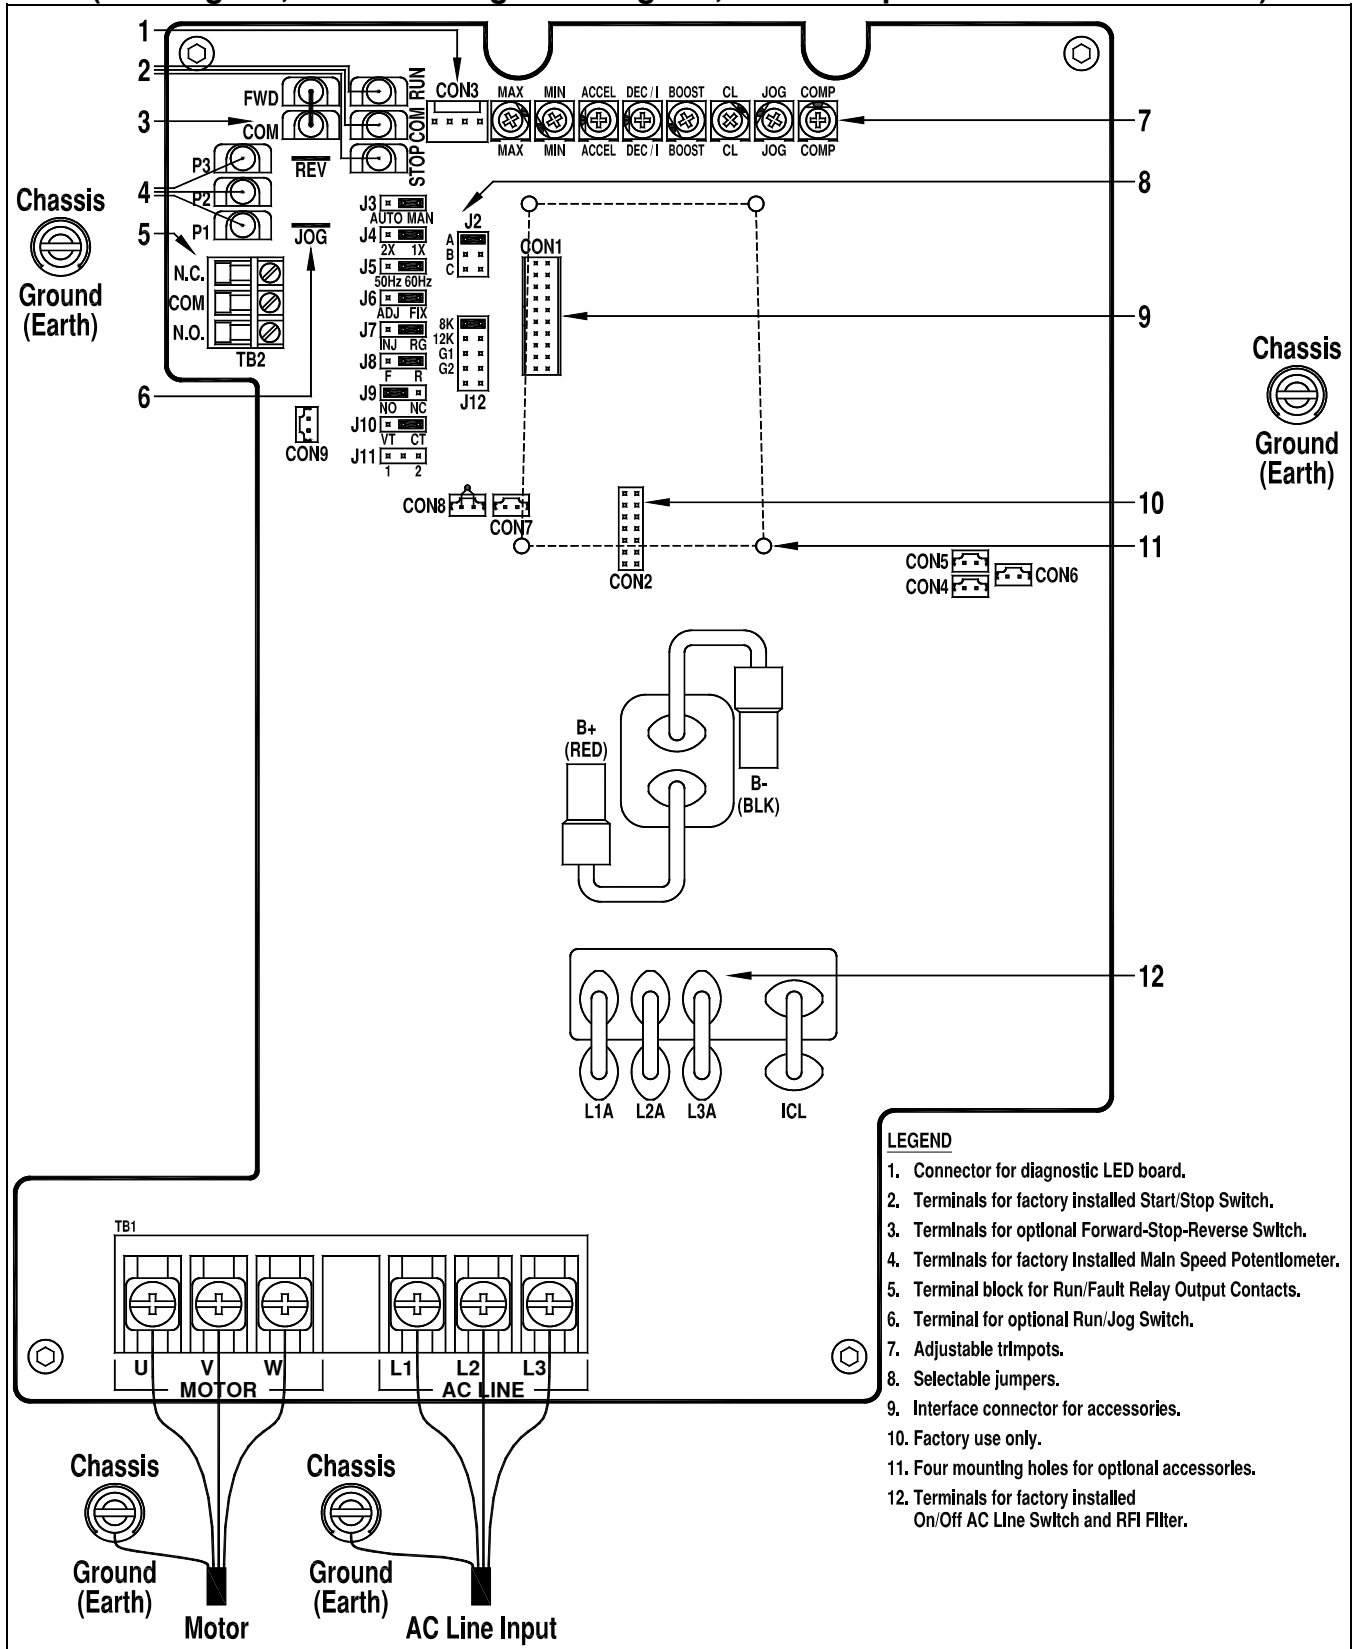 1
2
3
4
5
6
FWD
COM
RUN
COM
STOP
CON3
MAX MIN ACCEL DEC / I BOOST CL JOG COMP
MAX MIN ACCEL DEC / I BOOST CL JOG COMP
7
P3
P2
P1
REV
JOG
Chassis
Ground
(Earth)
N.C.
COM
N.O.
TB2
CON9
J3
AUTO MAN
J4
2X 1X
J5
50Hz 60Hz
J6
ADJ FIX
J7
INJ RG
J8
F R
J9
NO NC
J10
VT CT
J11
1 2
8
J2
A
B
C
CON1
9
8K
12K
G1
G2
J12
Chassis
Ground
(Earth)
CON8
CON7
10
11
CON2
CON5
CON4
CON6
B+
(RED)
B-
(BLK)
12
L1A L2A L3A ICL
LEGEND
1. Connector for diagnostic LED board.
2. Terminals for factory installed Start/Stop Switch.
3. Terminals for optional Forward-Stop-Reverse Switch.
4. Terminals for factory installed Main Speed Potentiometer.
5. Terminal block for Run/Fault Relay Output Contacts.
6. Terminal for optional Run/Jog Switch.
7. Adjustable trimpots.
8. Selectable jumpers.
9. Interface connector for accessories.
10. Factory use only.
11. Four mounting holes for optional accessories.
12. Terminals for factory installed
On/Off AC Line Switch and RFI Filter.
TB1
U V W
MOTOR
L1 L2 L3
AC LINE
Chassis
Ground
(Earth)
Motor
Chassis
Ground
(Earth)
AC Line Input